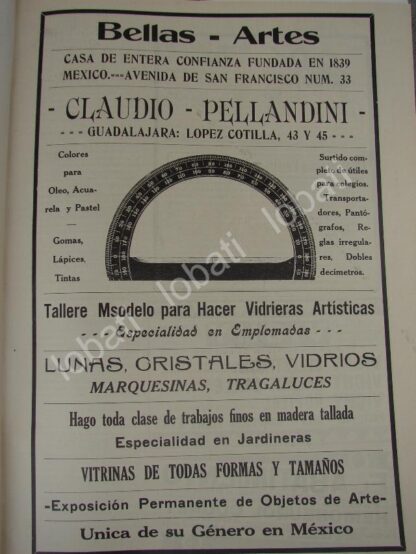 Bellas - Artes
CASA DE ENTERA CONFIANZA FUNDADA EN 1839
MEXICO.---AVENIDA DE SAN FRANCISCO NUM. 33
- CLAUDIO - PELLANDINI -
- - - GUADALAJARA: LOPEZ COTILLA, 43 Y 45 - - -
Colores
para
Oleo, Acua-
rela y Pastel
—
Gomas,
Lápices,
Tintas
Surtido com-
pleto de útiles
para colegios.
Transporta-
dores, Pantó-
grafos, Re-
glas irregula-
res, Dobles
decímetros.
Tallere Msodelo para Hacer Vidrieras Artísticas
- - - Especialidad en Emplomadas - - -
LUNAS, CRISTALES, VIDRIOS
MARQUESINAS, TRAGALUCES
Hago toda clase de trabajos finos en madera tallada
Especialidad en Jardineras
VITRINAS DE TODAS FORMAS Y TAMAÑOS
-Exposición Permanente de Objetos de Arte-
Unica de su Género en México
lobati lobati lobati lobati